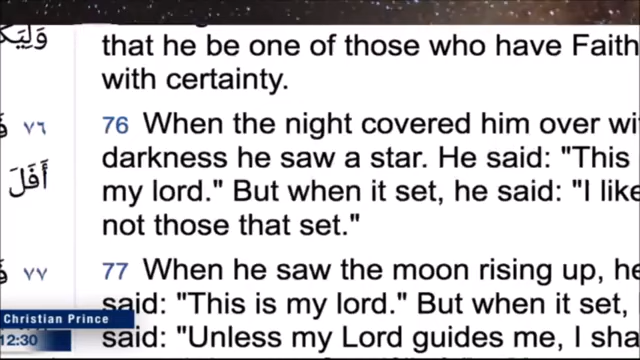 that he be one of those who have Faith
with certainty.
76 When the night covered him over wi
darkness he saw a star. He said: "This
أَفَلَ
my lord." But when it set, he said: "I like
not those that set."
٧٦
77 When he saw the moon rising up, he
٧٧
said: "This is my lord." But when it set,
said: "Unless my Lord guides me, I sha
Christian Prince
12:30